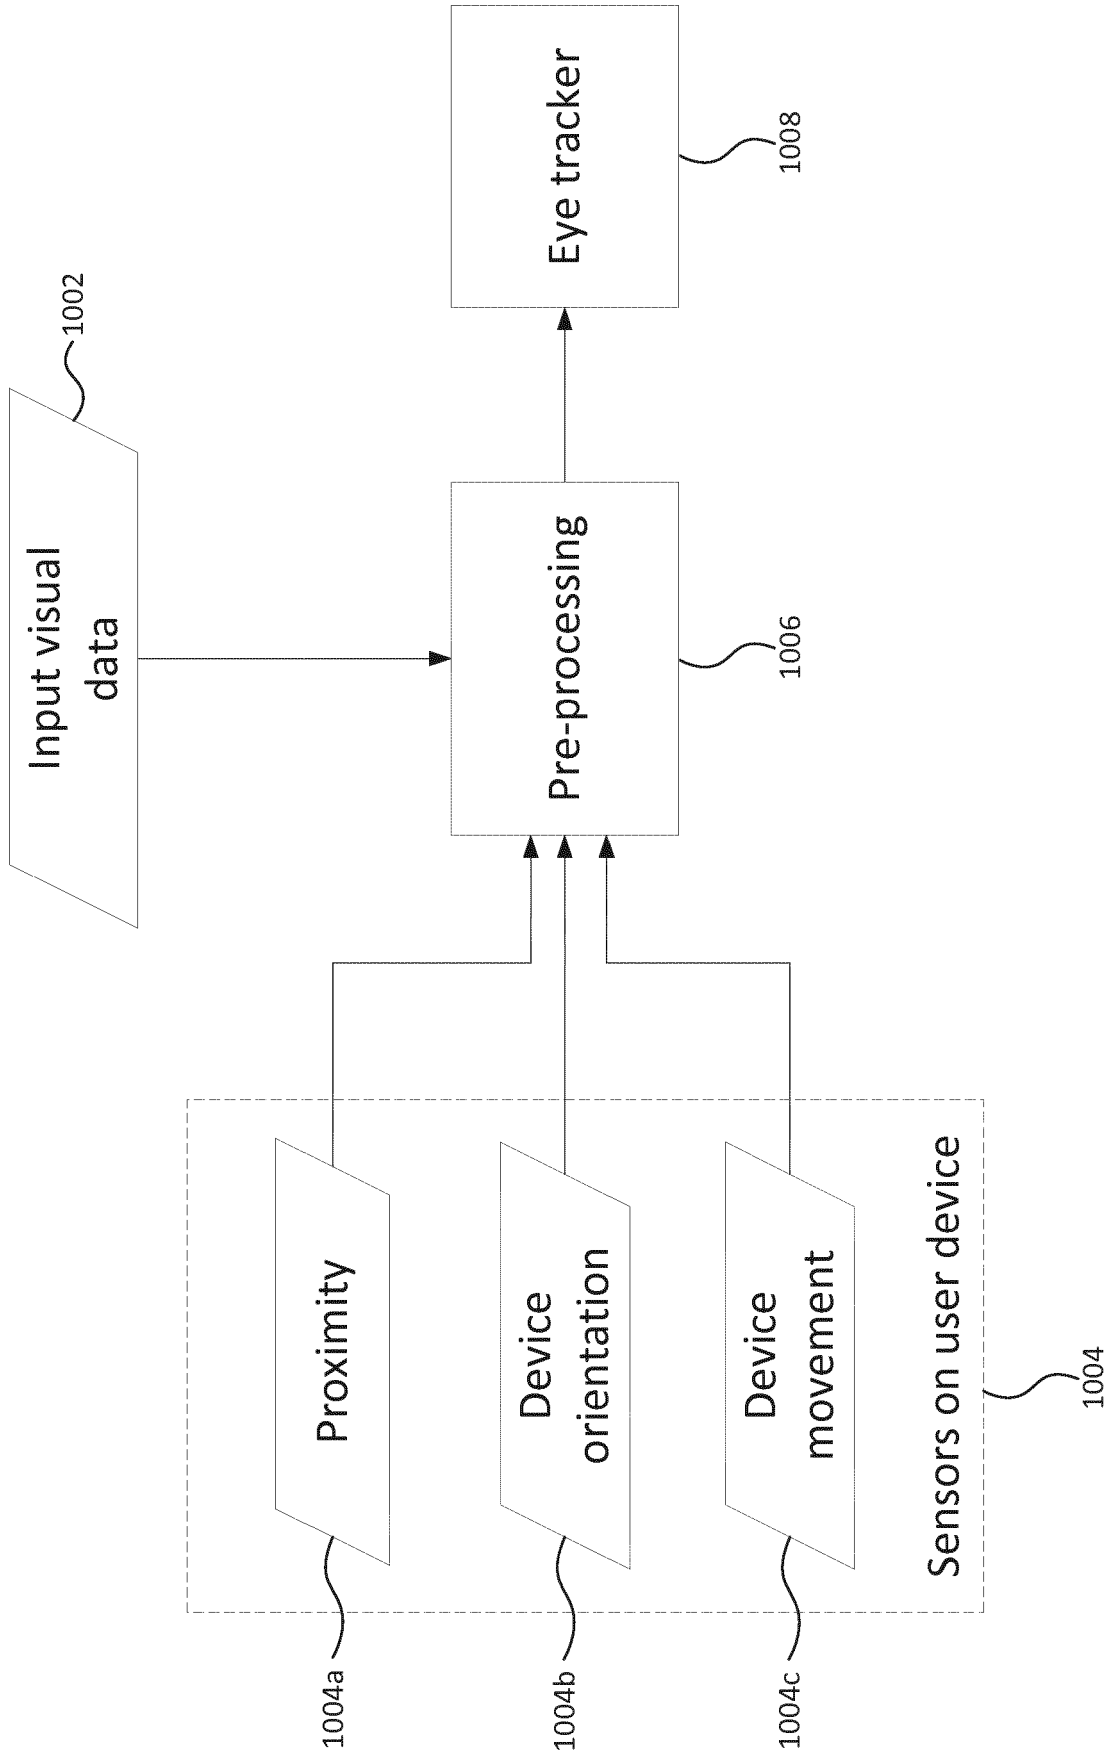 Input visual
data
1002
Proximity
1004a
Device
orientation
1004b
Device
movement
1004c
Sensors on user device
1004
Pre-processing
1006
Eye tracker
1008